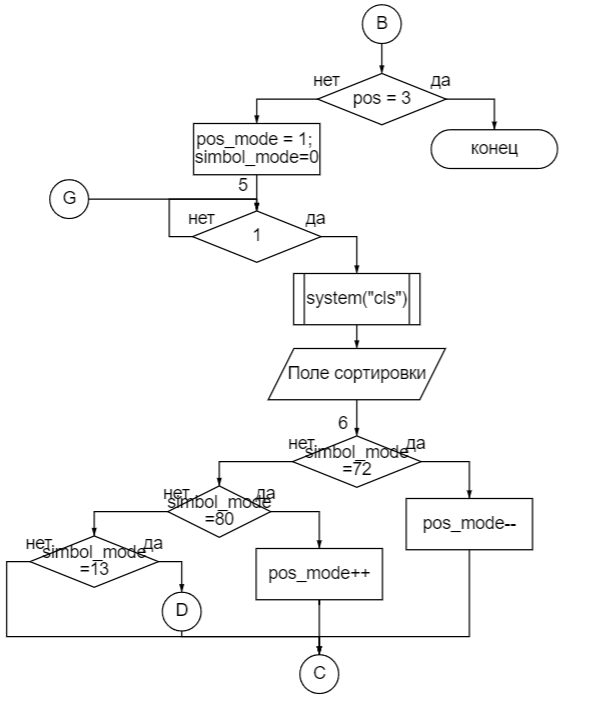 B
нет
да
pos = 3
pos_mode = 1;
simbol_mode=0
конец
5
G
нет
да
1
system("cls")
Поле сортировки
6
нет
да
simbol_mode
=72
нет
да
simbol_mode
=80
pos_mode--
нет
да
simbol_mode
=13
pos_mode++
D
C